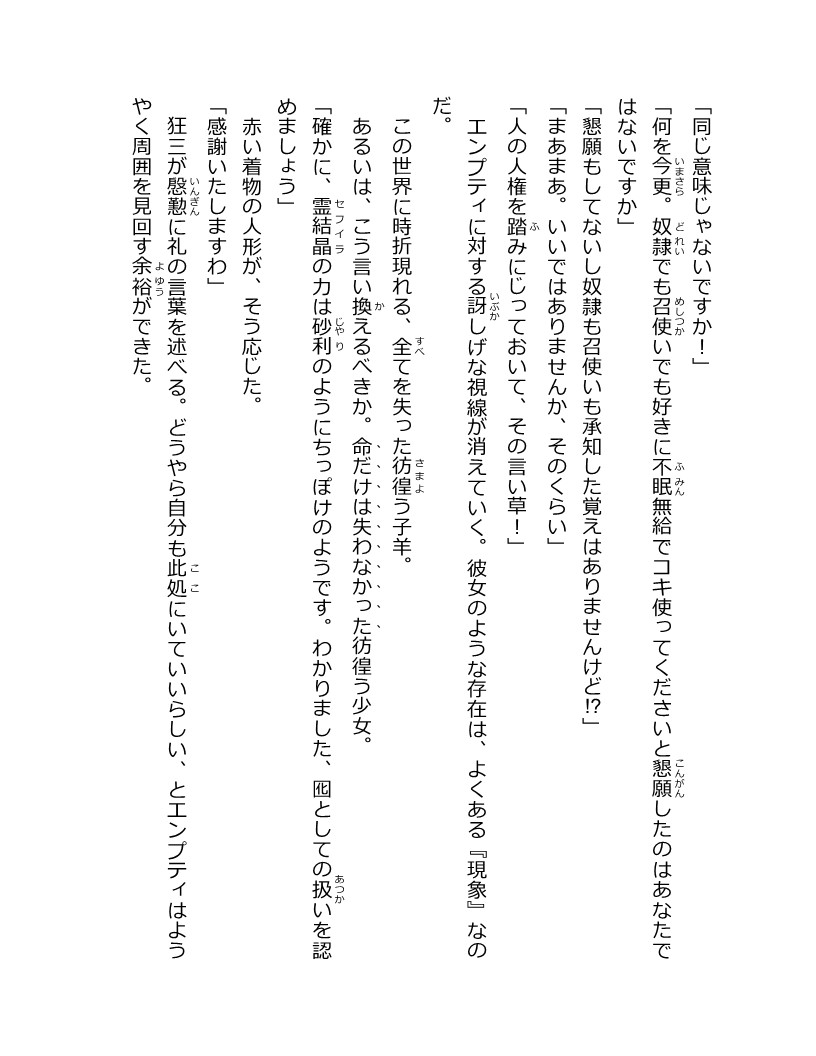 「同じ意味じゃないですか！」
「何を今更。奴隷でも召使いでも好きに不眠無給でコキ使ってくださいと懇願したのはあなたで
はないですか」
「懇願もしてないし奴隷も召使いも承知した覚えはありませんけど!?」
「まあまあ。いいではありませんか、そのくらい」
「人の人権を踏みにじっておいて、その言い草！」
エンプティに対する訝しげな視線が消えていく。彼女のような存在は、よくある『現象』なの
だ。
この世界に時折現れる、全てを失った彷徨う子羊。
あるいは、こう言い換えるべきか。命だけは失わなかった彷徨う少女。
「確かに、霊結晶の力は砂利のようにちっぽけのようです。わかりました、囮としての扱いを認
めましょう」
赤い着物の人形が、そう応じた。
「感謝いたしますわ」
狂三が慇懃に礼の言葉を述べる。どうやら自分も此処にいていいらしい、とエンプティはよう
やく周囲を見回す余裕ができた。